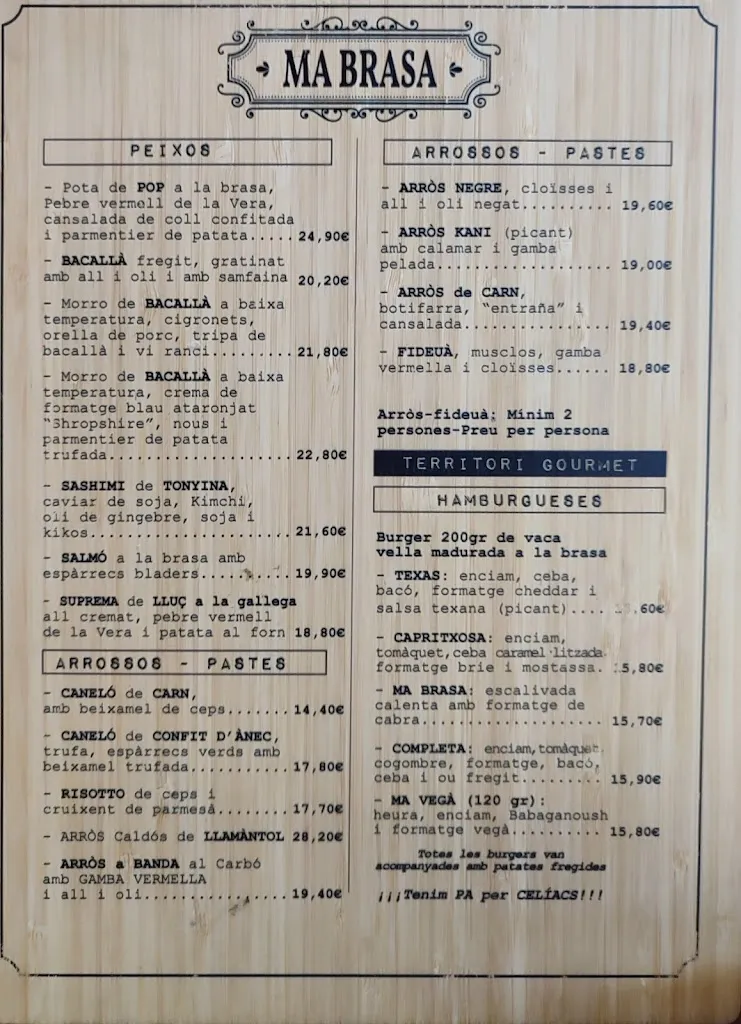 MA BRASA
PEIXOS
- Pota de POP a la brasa,
Pebre vermell de la Vera,
cansalada de coll confitada
i parmentier de patata..... 24,90€
- BACALLÀ fregit, gratinat
amb all i oli i amb samfaina 20,20€
- Morro de BACALLÀ a baixa
temperatura, cigronets,
orella de porc, tripa de
bacallà i vi ranci......... 21,80€
- Morro de BACALLÀ a baixa
temperatura, crema de
formatge blau ataronjat
"Shropshire", nous i
parmentier de patata
trufada.................... 22,80€
- SASHIMI de TONYINA,
caviar de soja, Kimchi,
oli de gingebre, soja i
kikos...................... 21,60€
- SALMÓ a la brasa amb
espàrrecs bladers.......... 19,90€
- SUPREMA de LLUÇ a la gallega
all cremat, pebre vermell
de la Vera i patata al forn 18,80€
ARROSSOS - PASTES
- CANELÓ de CARN,
amb beixamel de ceps....... 14,40€
- CANELÓ de CONFIT D'ÀNEC,
trufa, espàrrecs verds amb
beixamel trufada........... 17,80€
- RISOTTO de ceps i
cruixent de parmesà........ 17,70€
- ARRÒS Caldós de LLAMÀNTOL 28,20€
- ARRÒS a BANDA al Carbó
amb GAMBA VERMELLA
i all i oli................ 19,40€
ARROSSOS - PASTES
- ARRÒS NEGRE, cloïsses i
all i oli negat.......... 19,60€
- ARRÒS KANI (picant)
amb calamar i gamba
pelada................... 19,00€
- ARRÒS de CARN,
botifarra, "entraña" i
cansalada................ 19,40€
- FIDEUÀ, musclos, gamba
vermella i cloïsses...... 18,80€
Arròs-fideuà; Mínim 2
persones-Preu per persona
TERRITORI GOURMET
HAMBURGUESES
Burger 200gr de vaca
vella madurada a la brasa
- TEXAS: enciam, ceba,
bacó, formatge cheddar i
salsa texana (picant)....
- CAPRITXOSA: enciam,
tomàquet, ceba caramel·litzada
formatge brie i mostassa. 15,80€
- MA BRASA: escalivada
calenta amb formatge de
cabra.................... 15,70€
- COMPLETA: enciam, tomàquet,
cogombre, formatge, bacó,
ceba i ou fregit......... 15,90€
- MA VEGÀ (120 gr):
heura, enciam, Babaganoush
i formatge vegà.......... 15,80€
Totes les burgers van
acompanyades amb patates fregides
¡¡¡Tenim PA per CELÍACS!!!